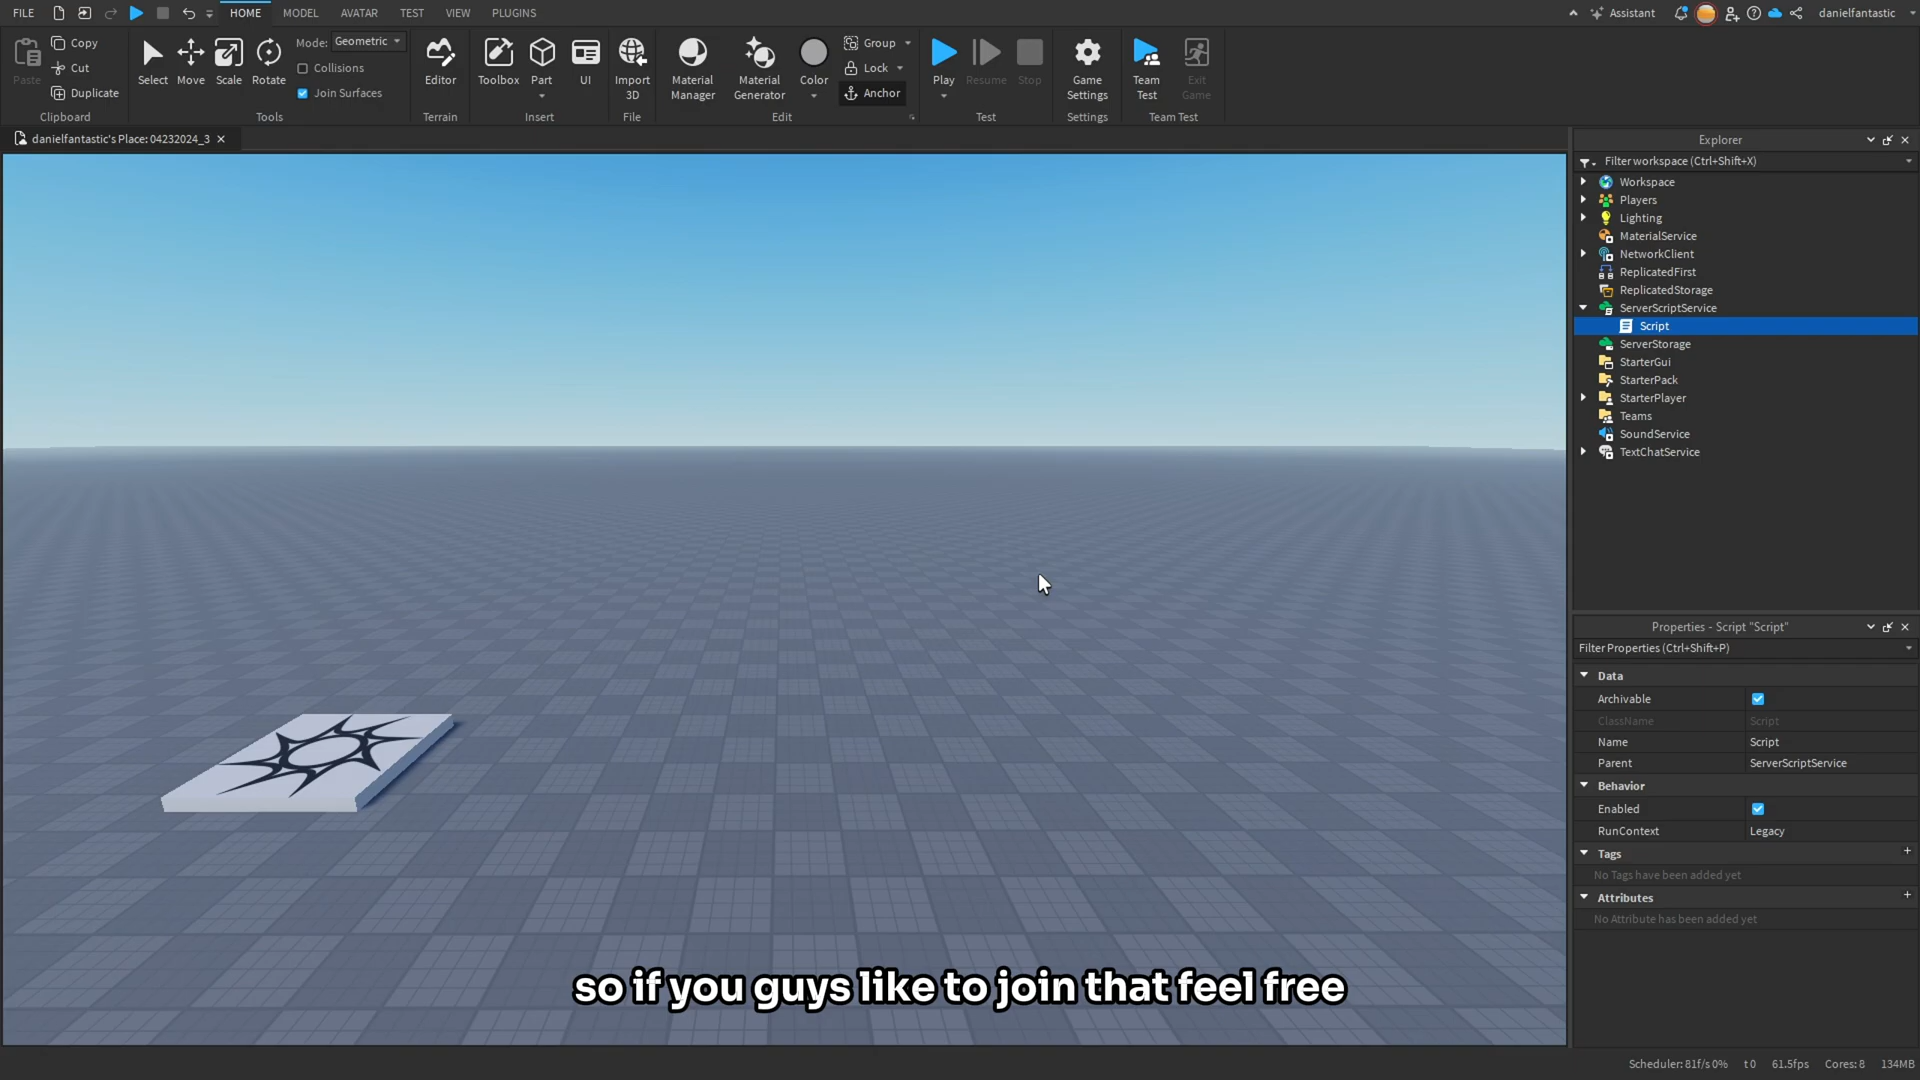 FILE HOME MODEL AVATAR TEST VIEW PLUGINS Assistant danielfantastic
Paste Copy Cut Duplicate
Clipboard
Select Move Scale Rotate
Mode: Geometric
Collisions
Join Surfaces
Tools
Editor
Terrain
Toolbox Part UI
Insert
Import 3D
File
Material Manager
Material Generator
Color
Group
Lock
Anchor
Edit
Play Resume Stop
Test
Game Settings
Settings
Team Test
Exit Game
Team Test
danielfantastic's Place: 04232024_3
Explorer
Filter workspace (Ctrl+Shift+X)
Workspace
Players
Lighting
MaterialService
NetworkClient
ReplicatedFirst
ReplicatedStorage
ServerScriptService
Script
ServerStorage
StarterGui
StarterPack
StarterPlayer
Teams
SoundService
TextChatService
Properties - Script "Script"
Filter Properties (Ctrl+Shift+P)
Data
Archivable
ClassName Script
Name Script
Parent ServerScriptService
Behavior
Enabled
RunContext Legacy
Tags
No Tags have been added yet
Attributes
No Attribute has been added yet
so if you guys like to join that feel free
Scheduler: 81f/s 0% t 0 61.5fps Cores: 8 134MB